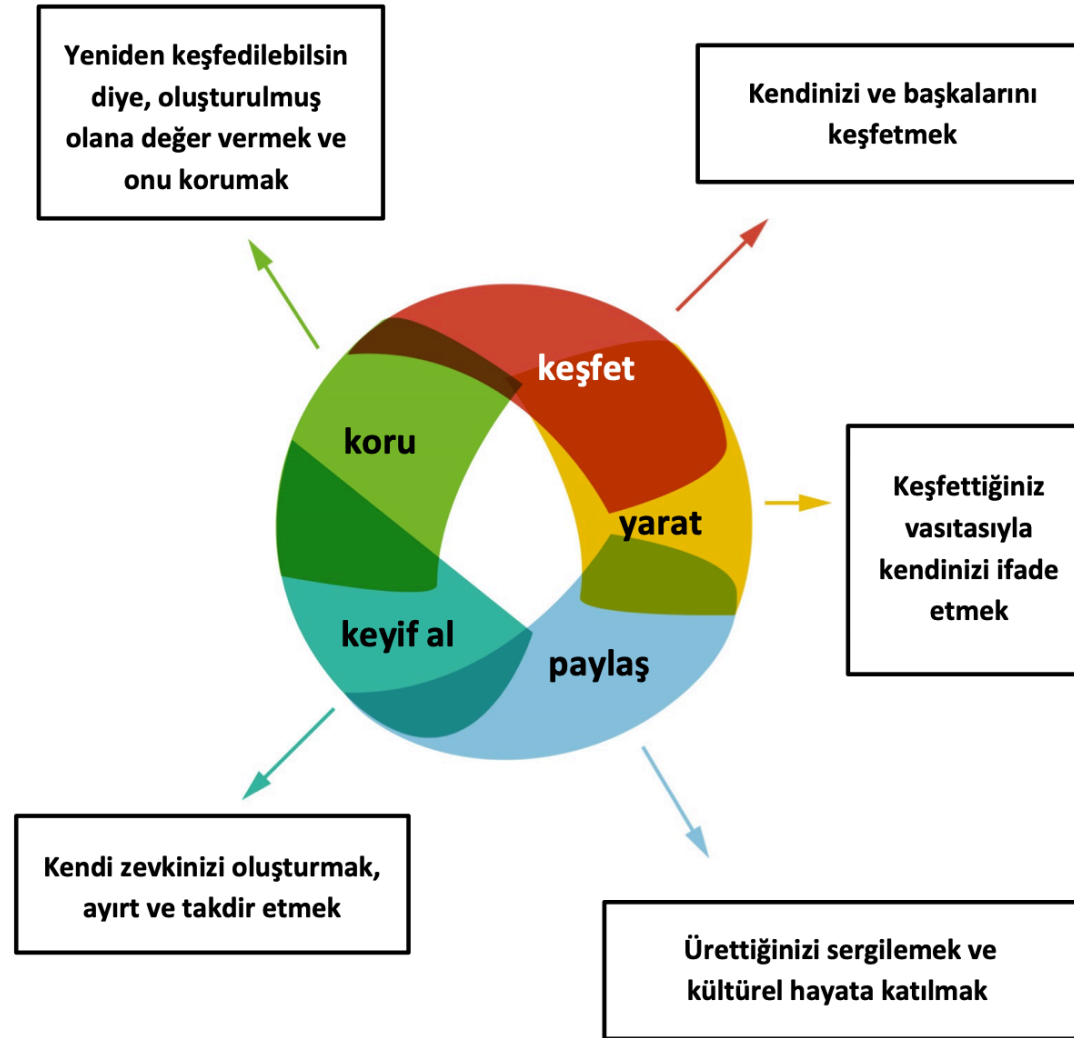 Yeniden keşfedilebilsin
diye, oluşturulmuş
olana değer vermek ve
onu korumak
Kendinizi ve başkalarını
keşfetmek
keşfet
koru
yarat
keyif al
paylaş
Keşfettiğiniz
vasıtasıyla
kendinizi ifade
etmek
Kendi zevkinizi oluşturmak,
ayırt ve takdir etmek
Ürettiğinizi sergilemek ve
kültürel hayata katılmak